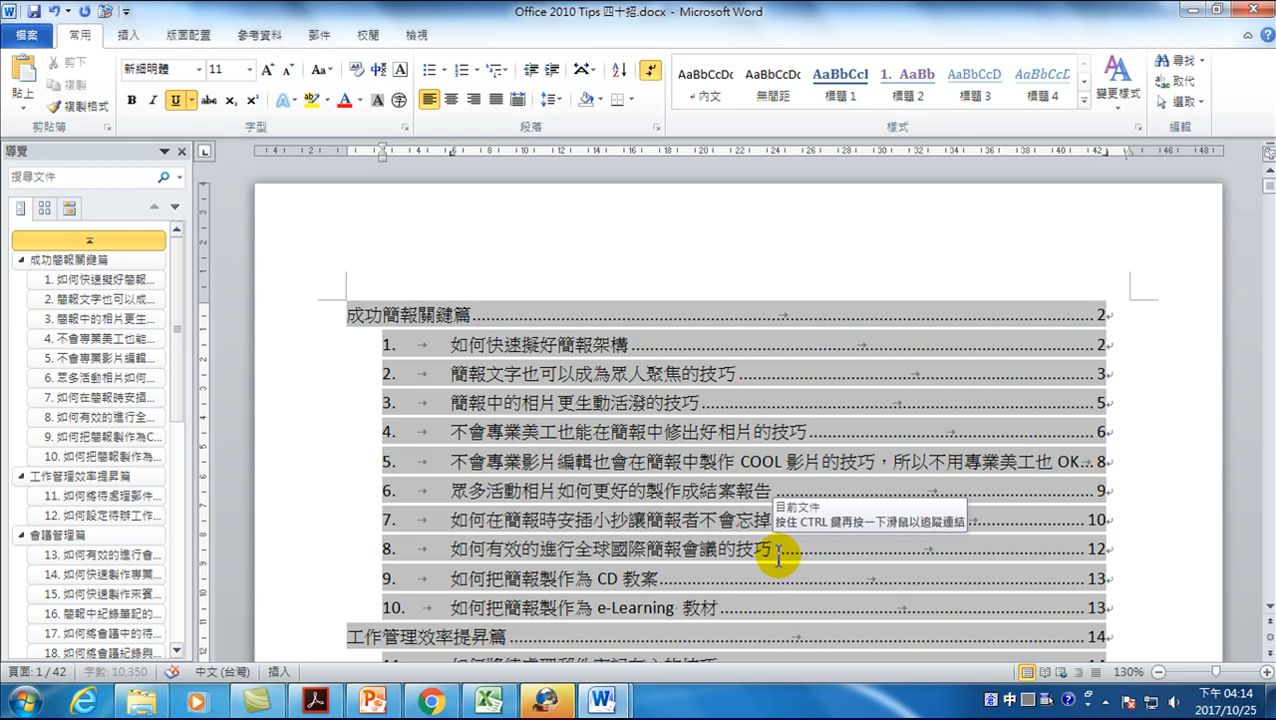 Office 2010 Tips 四十招.docx - Microsoft Word
檔案 常用 插入 版面配置 參考資料 郵件 校閱 檢視
貼上 剪下 複製 複製格式 剪貼簿
新細明體 11 字型
段落
AaBbCcDc AaBbCcDc AaBbCcI 1. AaBb AaBbCcD AaBbCcD
內文 無間距 標題 1 標題 2 標題 3 標題 4
變更樣式 樣式
尋找 取代 選取 編輯
導覽
搜尋文件
成功簡報關鍵篇
1. 如何快速擬好簡報...
2. 簡報文字也可以成...
3. 簡報中的相片更生...
4. 不會專業美工也能...
5. 不會專業影片編輯...
6. 眾多活動相片如何...
7. 如何在簡報時安插...
8. 如何有效的進行全...
9. 如何把簡報製作為C...
10. 如何把簡報製作為...
工作管理效率提昇篇
11. 如何將待處理郵件...
12. 如何設定待辦工作...
會議管理篇
13. 如何有效的進行會...
14. 如何快速製作專業...
15. 如何快速製作來賓...
16. 簡報中紀錄筆記的...
17. 如何將會議中的待...
18. 如何將會議紀錄與...
成功簡報關鍵篇 2
1. 如何快速擬好簡報架構 2
2. 簡報文字也可以成為眾人聚焦的技巧 3
3. 簡報中的相片更生動活潑的技巧 5
4. 不會專業美工也能在簡報中修出好相片的技巧 6
5. 不會專業影片編輯也會在簡報中製作 COOL 影片的技巧，所以不用專業美工也 OK 8
6. 眾多活動相片如何更好的製作成結案報告 9
目前文件
按住 CTRL 鍵再按一下滑鼠以追蹤連結
7. 如何在簡報時安插小抄讓簡報者不會忘掉 10
8. 如何有效的進行全球國際簡報會議的技巧 12
9. 如何把簡報製作為 CD 教案 13
10. 如何把簡報製作為 e-Learning 教材 13
工作管理效率提昇篇 14
頁面: 1 / 42 字數: 10,350 中文 (台灣) 插入 130%
中 下午 04:14
2017/10/25